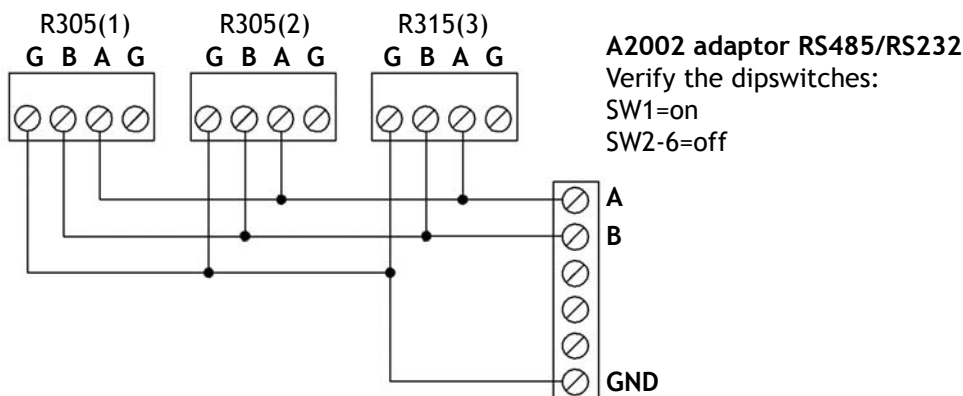 R305(1) R305(2) R315(3)
G B A G G B A G G B A G
A2002 adaptor RS485/RS232
Verify the dipswitches:
SW1=on
SW2-6=off
A
B
GND